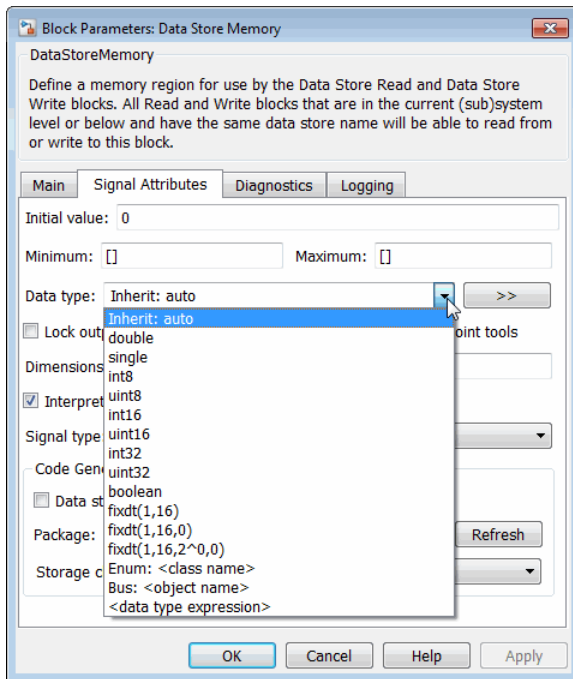 Block Parameters: Data Store Memory
DataStoreMemory
Define a memory region for use by the Data Store Read and Data Store
Write blocks. All Read and Write blocks that are in the current (sub)system
level or below and have the same data store name will be able to read from
or write to this block.
Main Signal Attributes Diagnostics Logging
Initial value: 0
Minimum: [] Maximum: []
Data type: Inherit: auto >>
Inherit: auto
Lock out oint tools
double
single
Dimensions
int8
uint8
Interpret
int16
uint16
Signal type
int32
Code Gen
uint32
boolean
Data st
fixdt(1,16)
fixdt(1,16,0)
Package: Refresh
fixdt(1,16,2^0,0)
Enum: <class name>
Storage c
Bus: <object name>
<data type expression>
OK Cancel Help Apply